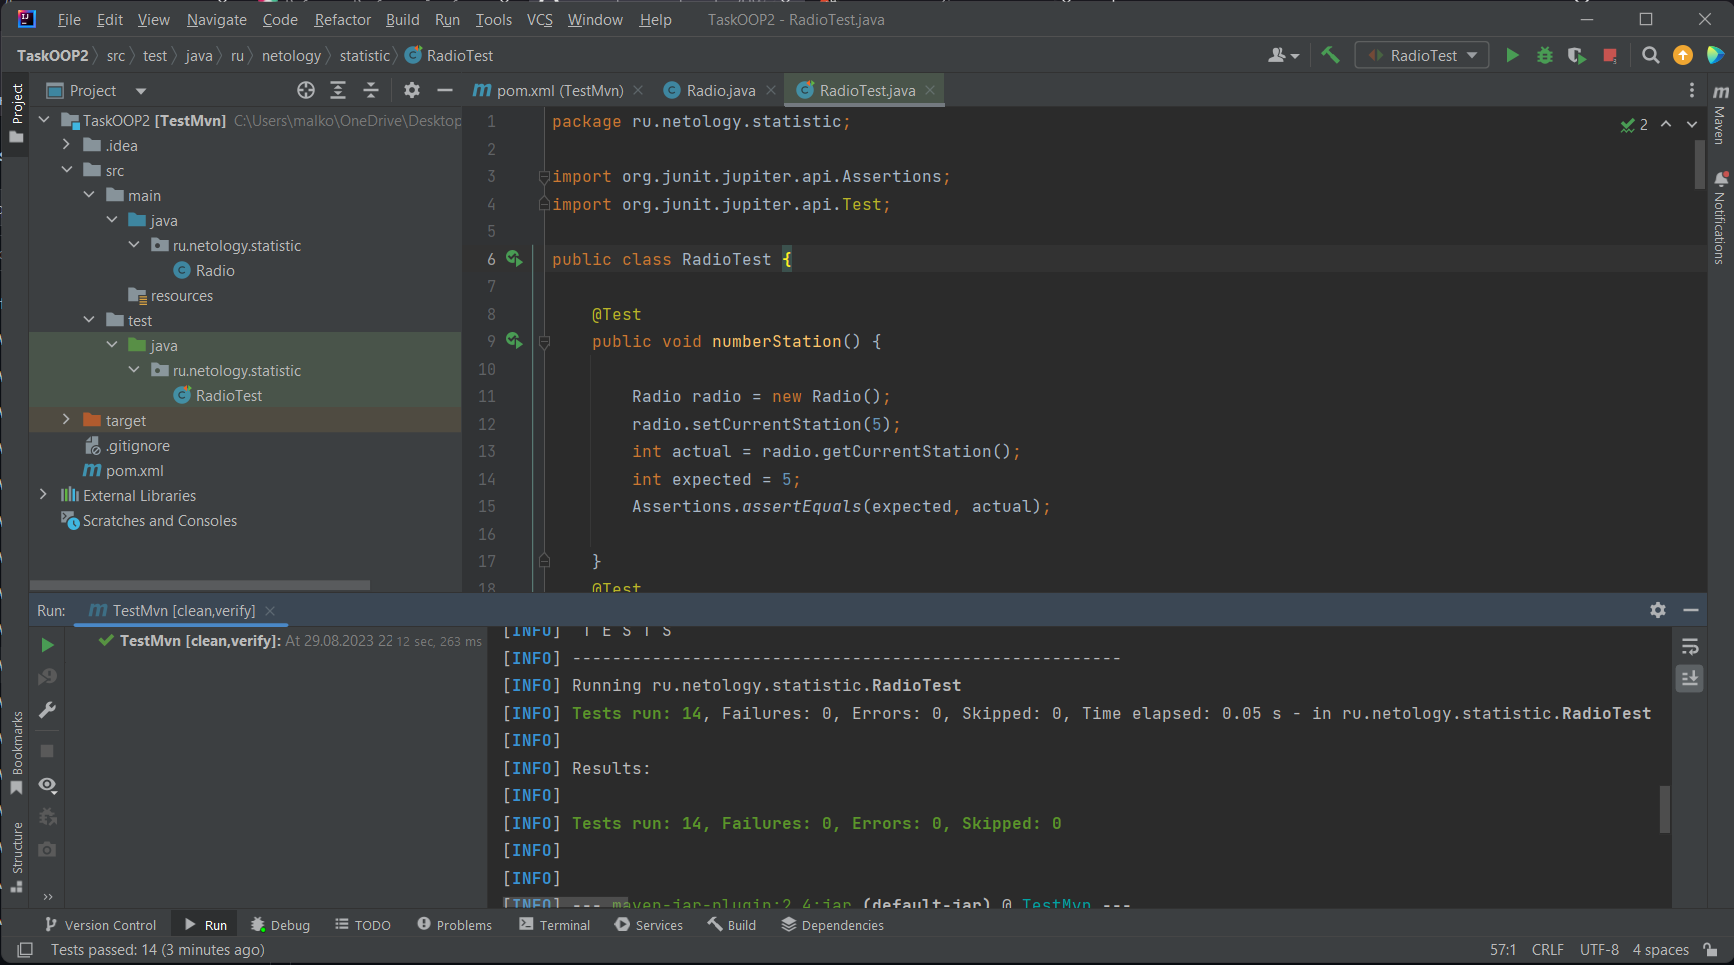 File Edit View Navigate Code Refactor Build Run Tools VCS Window Help TaskOOP2 - RadioTest.java
TaskOOP2 src test java ru netology statistic RadioTest
RadioTest
Project
pom.xml (TestMvn)
Radio.java
RadioTest.java
TaskOOP2 [TestMvn] C:\Users\malko\OneDrive\Desktop
.idea
src
main
java
ru.netology.statistic
Radio
resources
test
java
ru.netology.statistic
RadioTest
target
.gitignore
pom.xml
External Libraries
Scratches and Consoles
1 package ru.netology.statistic;
2
3 import org.junit.jupiter.api.Assertions;
4 import org.junit.jupiter.api.Test;
5
6 public class RadioTest {
7
8 @Test
9 public void numberStation() {
10
11 Radio radio = new Radio();
12 radio.setCurrentStation(5);
13 int actual = radio.getCurrentStation();
14 int expected = 5;
15 Assertions.assertEquals(expected, actual);
16
17 }
18 @Test
2
Project
Bookmarks
Structure
Maven
Notifications
Run: TestMvn [clean,verify]
TestMvn [clean,verify]: At 29.08.2023 22 12 sec, 263 ms
[INFO] T E S T S
[INFO] -------------------------------------------------------
[INFO] Running ru.netology.statistic.RadioTest
[INFO] Tests run: 14, Failures: 0, Errors: 0, Skipped: 0, Time elapsed: 0.05 s - in ru.netology.statistic.RadioTest
[INFO]
[INFO] Results:
[INFO]
[INFO] Tests run: 14, Failures: 0, Errors: 0, Skipped: 0
[INFO]
[INFO]
[INFO] --- maven-jar-plugin:2.4:jar (default-jar) @ TestMvn ---
Version Control Run Debug TODO Problems Terminal Services Build Dependencies
Tests passed: 14 (3 minutes ago)
57:1 CRLF UTF-8 4 spaces